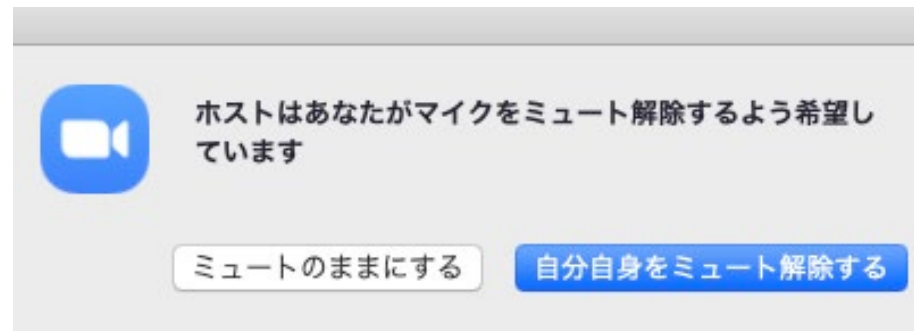 ホストはあなたがマイクをミュート解除するよう希望し
ています
ミュートのままにする
自分自身をミュート解除する